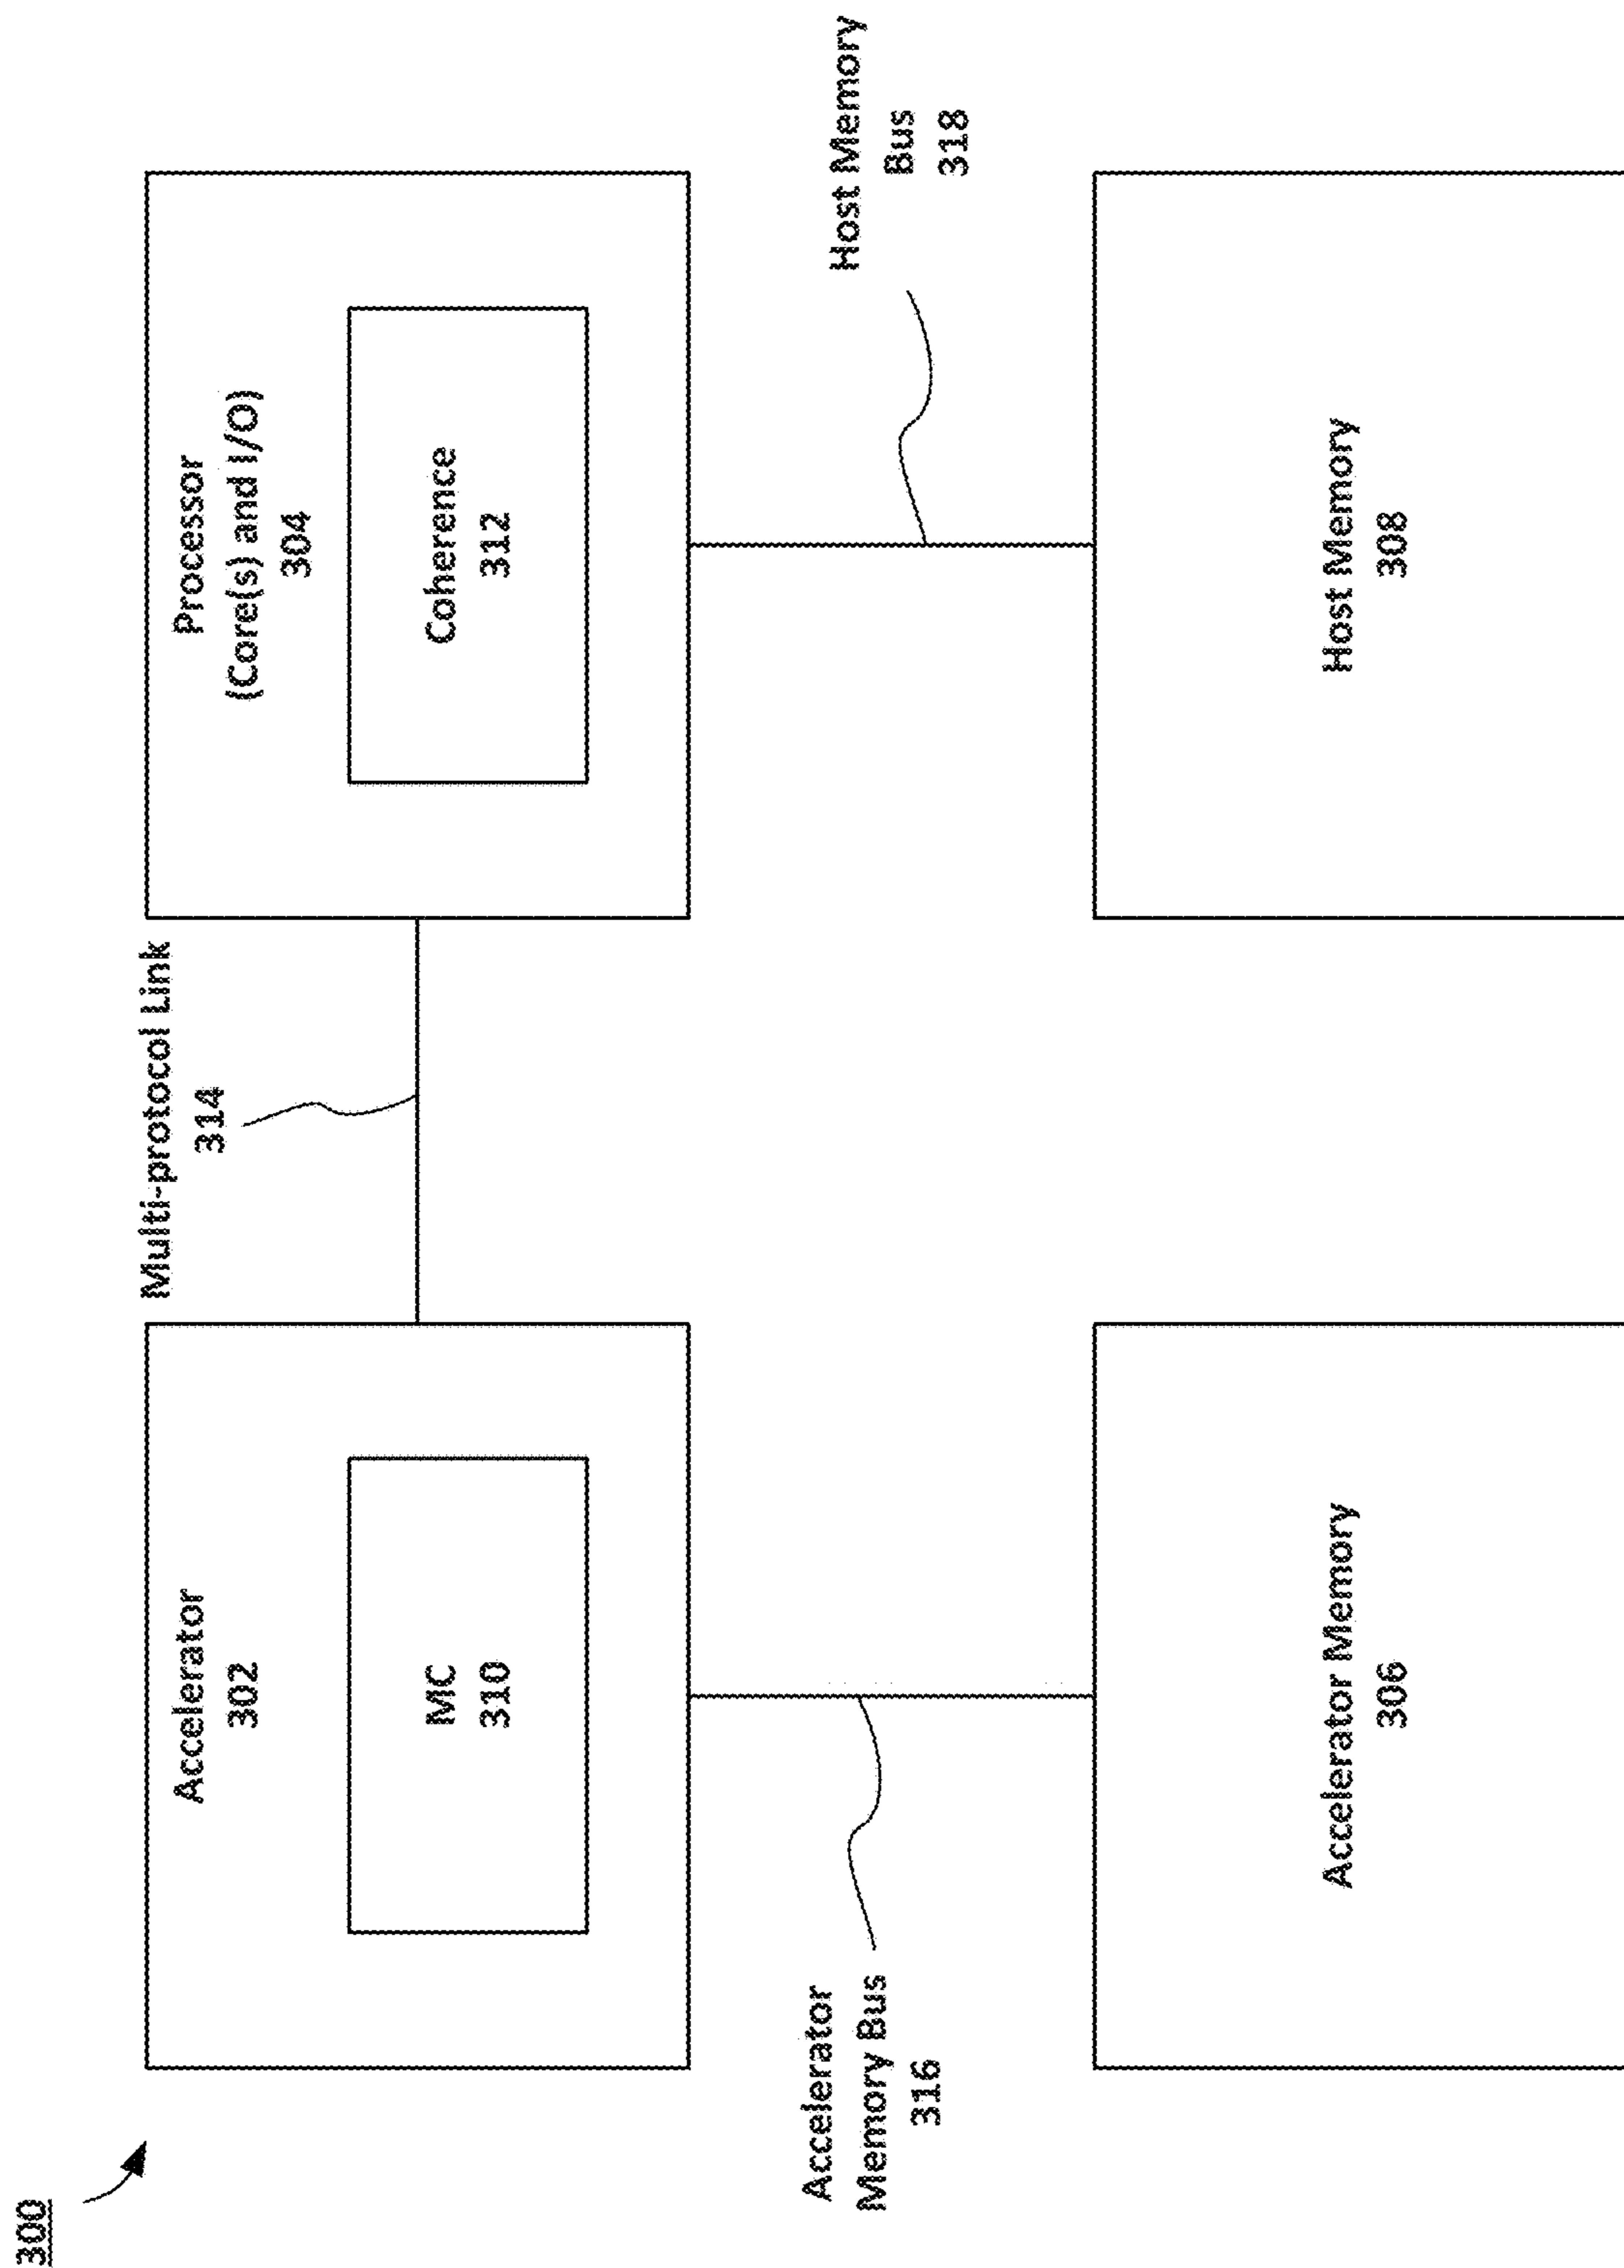 300
Accelerator
302
MC
310
Multi-protocol Link
314
Processor
(Core(s) and I/O)
304
Coherence
312
Accelerator
Memory Bus
316
Host Memory
Bus
318
Accelerator Memory
306
Host Memory
308